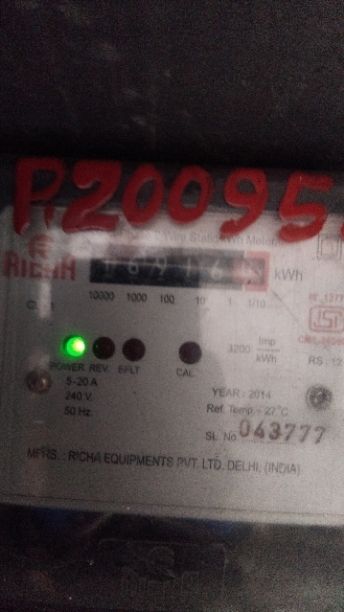 RZ0095
RICHA
kWh
10000 1000 100 10 1 1/10
3200 Imp
kWh
POWER REV. EFLT CAL
5-20 A
240 V.
50 Hz.
YEAR : 2014
Ref. Temp. - 27°C
SL. No. 043777
MFRS. : RICHA EQUIPMENTS PVT. LTD. DELHI, (INDIA)